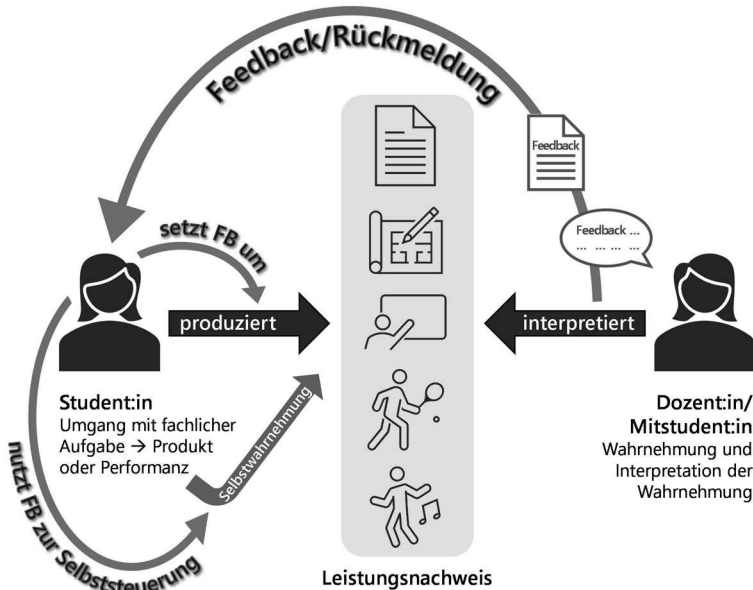 Feedback/Rückmeldung
Feedback
Feedback ...
... ... ... ...
setzt FB um
produziert
interpretiert
Student:in
Umgang mit fachlicher
Aufgabe → Produkt
oder Performanz
Selbstwahrnehmung
nutzt FB zur Selbststeuerung
Dozent:in/
Mitstudent:in
Wahrnehmung und
Interpretation der
Wahrnehmung
Leistungsnachweis